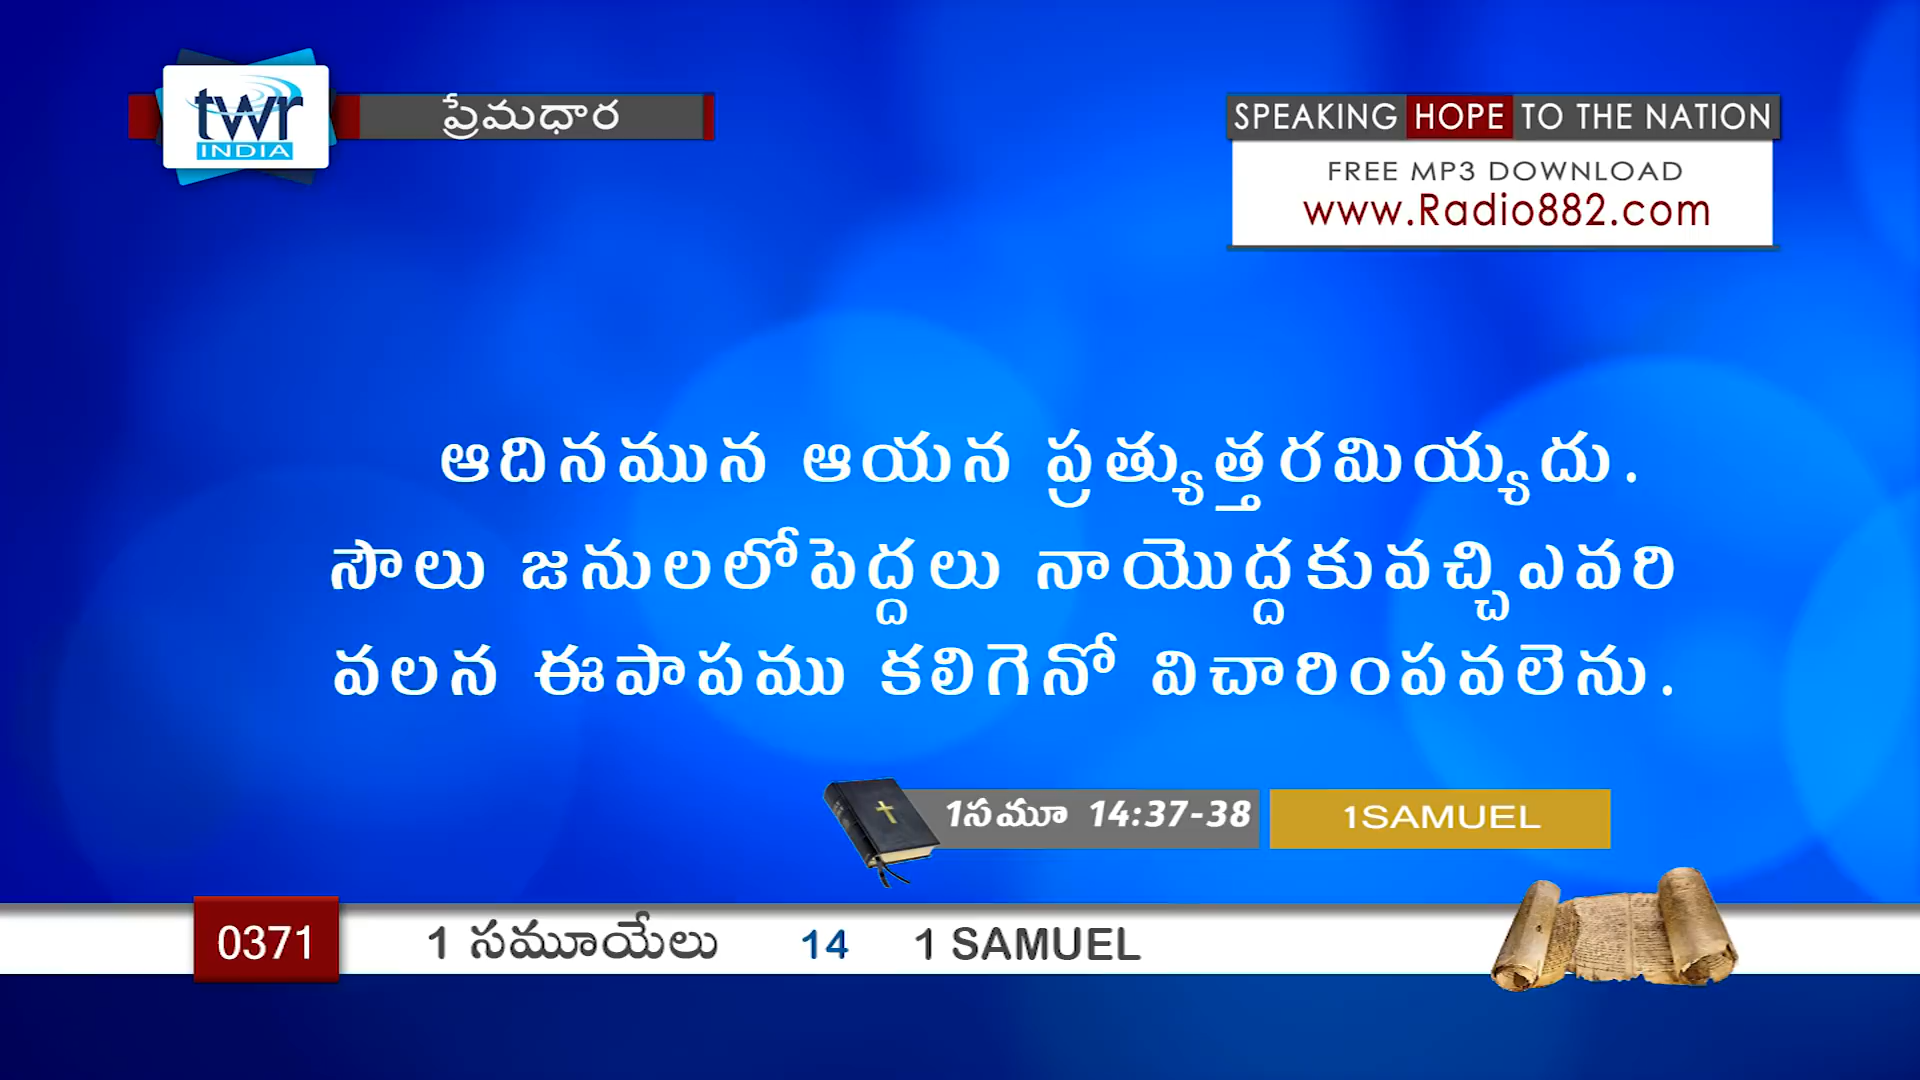 twr
INDIA
ప్రేమధార
SPEAKING HOPE TO THE NATION
FREE MP3 DOWNLOAD
www.Radio882.com
ఆదినమున ఆయన ప్రత్యుత్తరమియ్యదు.
సౌలు జనులలోపెద్దలు నాయొద్దకువచ్చిఎవరి
వలన ఈపాపము కలిగెనో విచారింపవలెను.
1సమూ 14:37-38
1SAMUEL
0371 1 సమూయేలు 14 1 SAMUEL